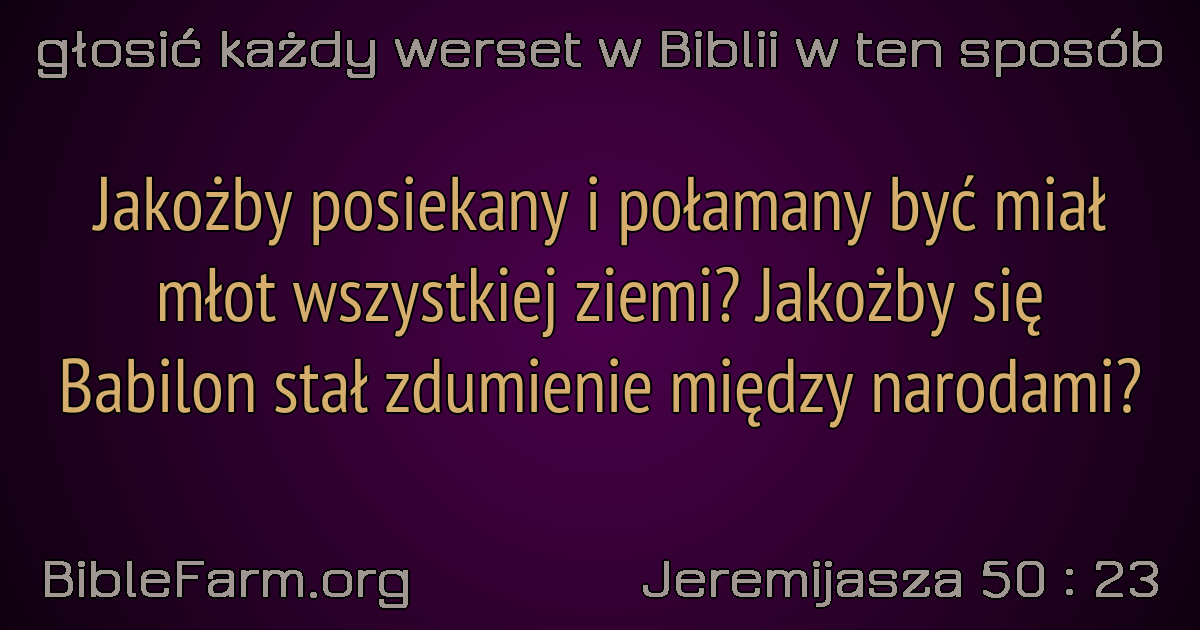 głosić każdy werset w Biblii w ten sposób
Jakożby posiekany i połamany być miał
młot wszystkiej ziemi? Jakożby się
Babilon stał zdumienie między narodami?
BibleFarm.org
Jeremijasza 50 : 23